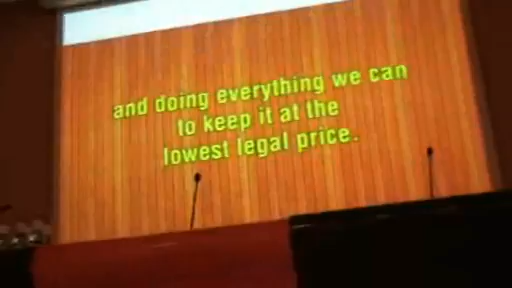 and doing everything we can
to keep it at the
lowest legal price.